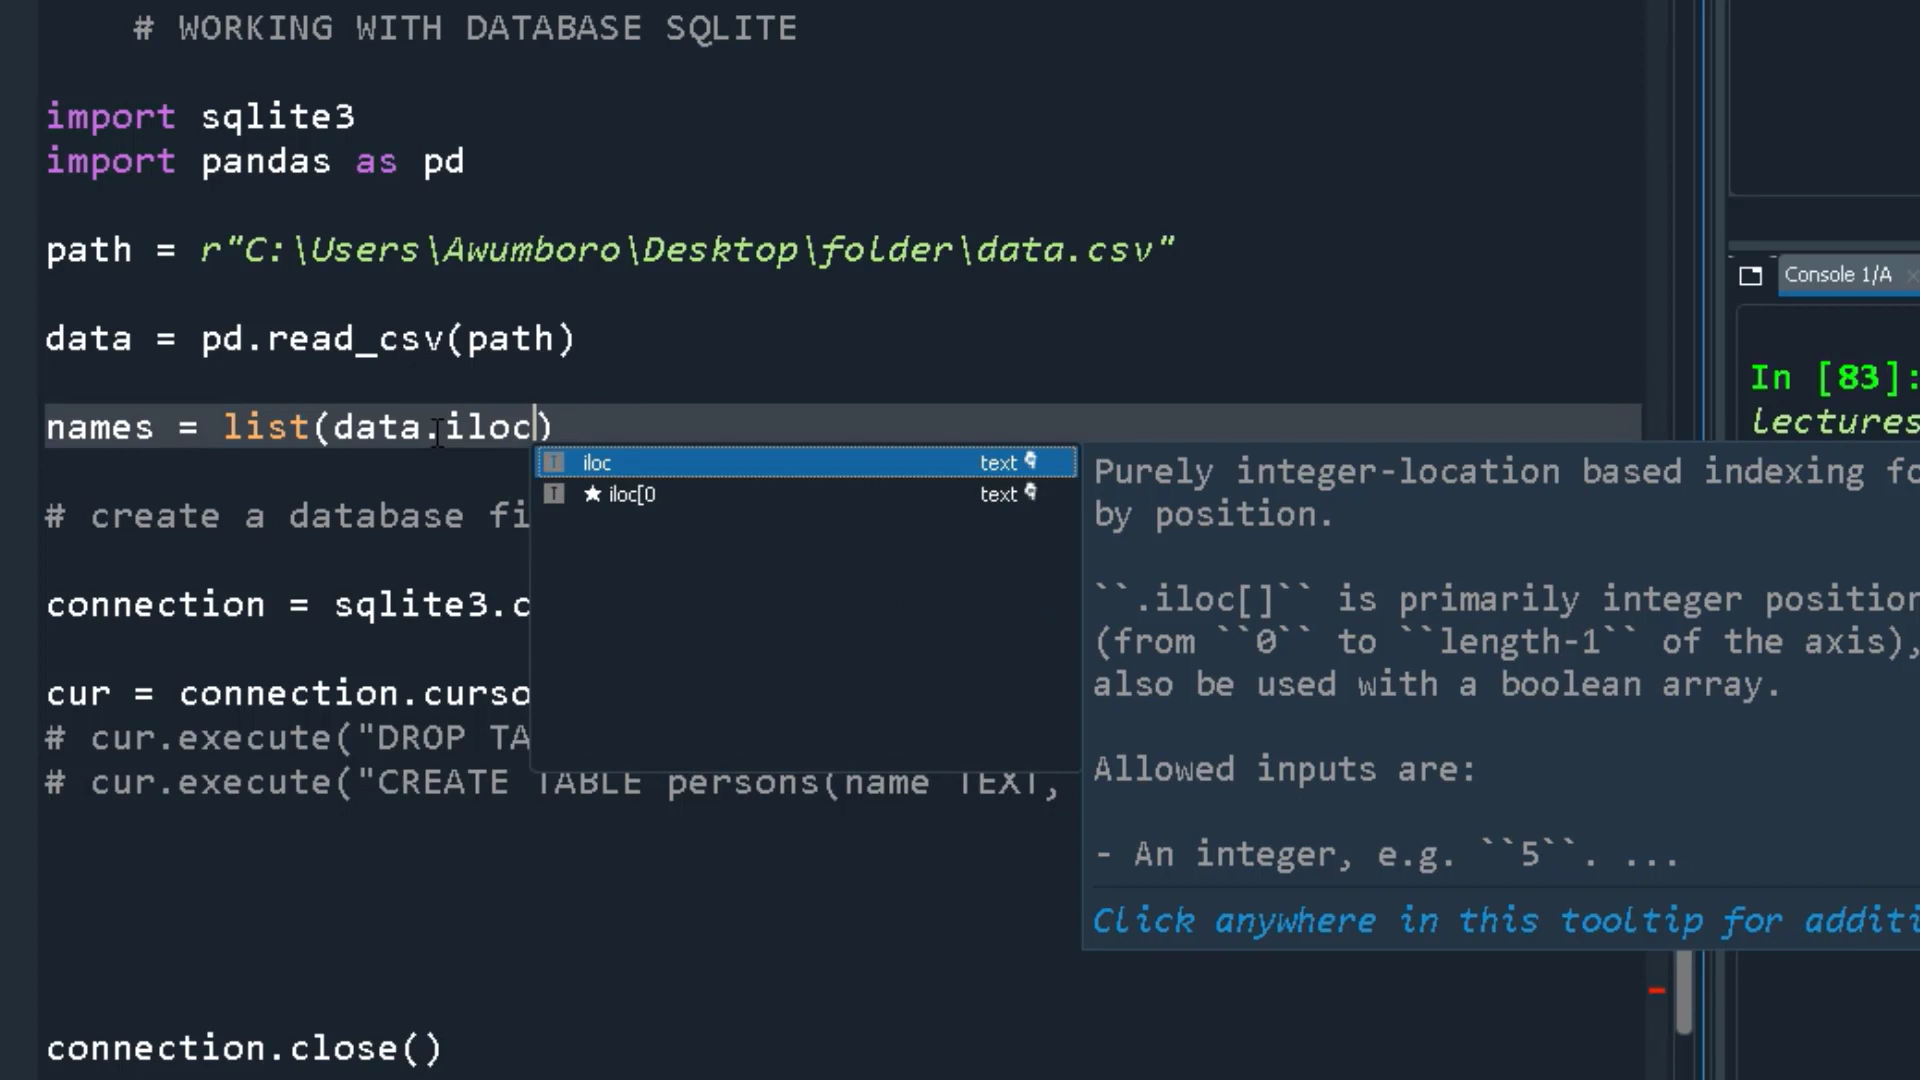 # WORKING WITH DATABASE SQLITE
import sqlite3
import pandas as pd
path = r"C:\Users\Awumboro\Desktop\folder\data.csv"
data = pd.read_csv(path)
names = list(data.iloc)
iloc text
★ iloc[0 text
# create a database fi
connection = sqlite3.c
cur = connection.curso
# cur.execute("DROP TA
# cur.execute("CREATE TABLE persons(name TEXT,
connection.close()
Purely integer-location based indexing fo
by position.
``.iloc[]`` is primarily integer position
(from ``0`` to ``length-1`` of the axis),
also be used with a boolean array.
Allowed inputs are:
- An integer, e.g. ``5``. ...
Click anywhere in this tooltip for additi
Console 1/A
In [83]:
lectures